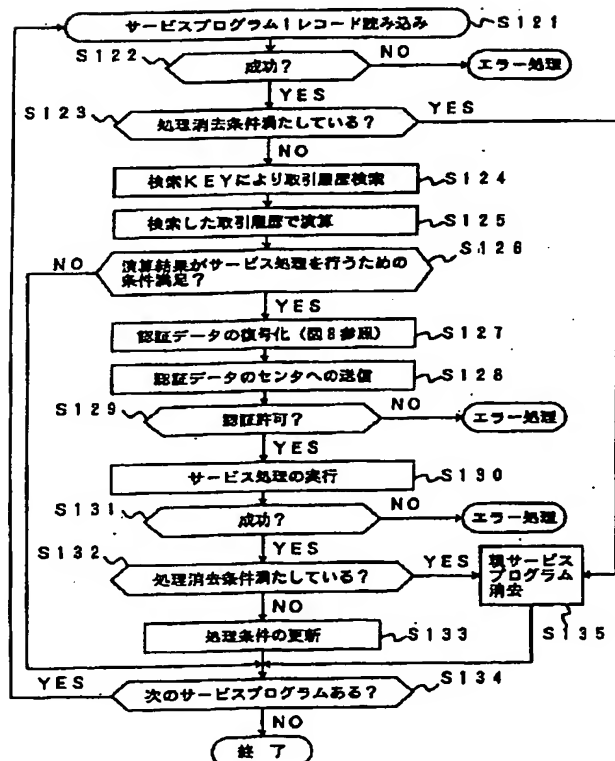 サービスプログラム1レコード読み込み
S121
S122
成功?
NO
エラー処理
YES
S123
処理消去条件満たしている?
YES
NO
検索KEYにより取引履歴検索
S124
検索した取引履歴で演算
S125
S126
NO
演算結果がサービス処理を行うための
条件満足?
YES
認証データの復号化(図8参照)
S127
認証データのセンタへの送信
S128
S129
認証許可?
NO
エラー処理
YES
サービス処理の実行
S130
S131
成功?
NO
エラー処理
YES
S132
処理消去条件満たしている?
YES
サービス
プログラム
消去
S135
NO
処理条件の更新
S133
YES
次のサービスプログラムある?
S134
NO
終了